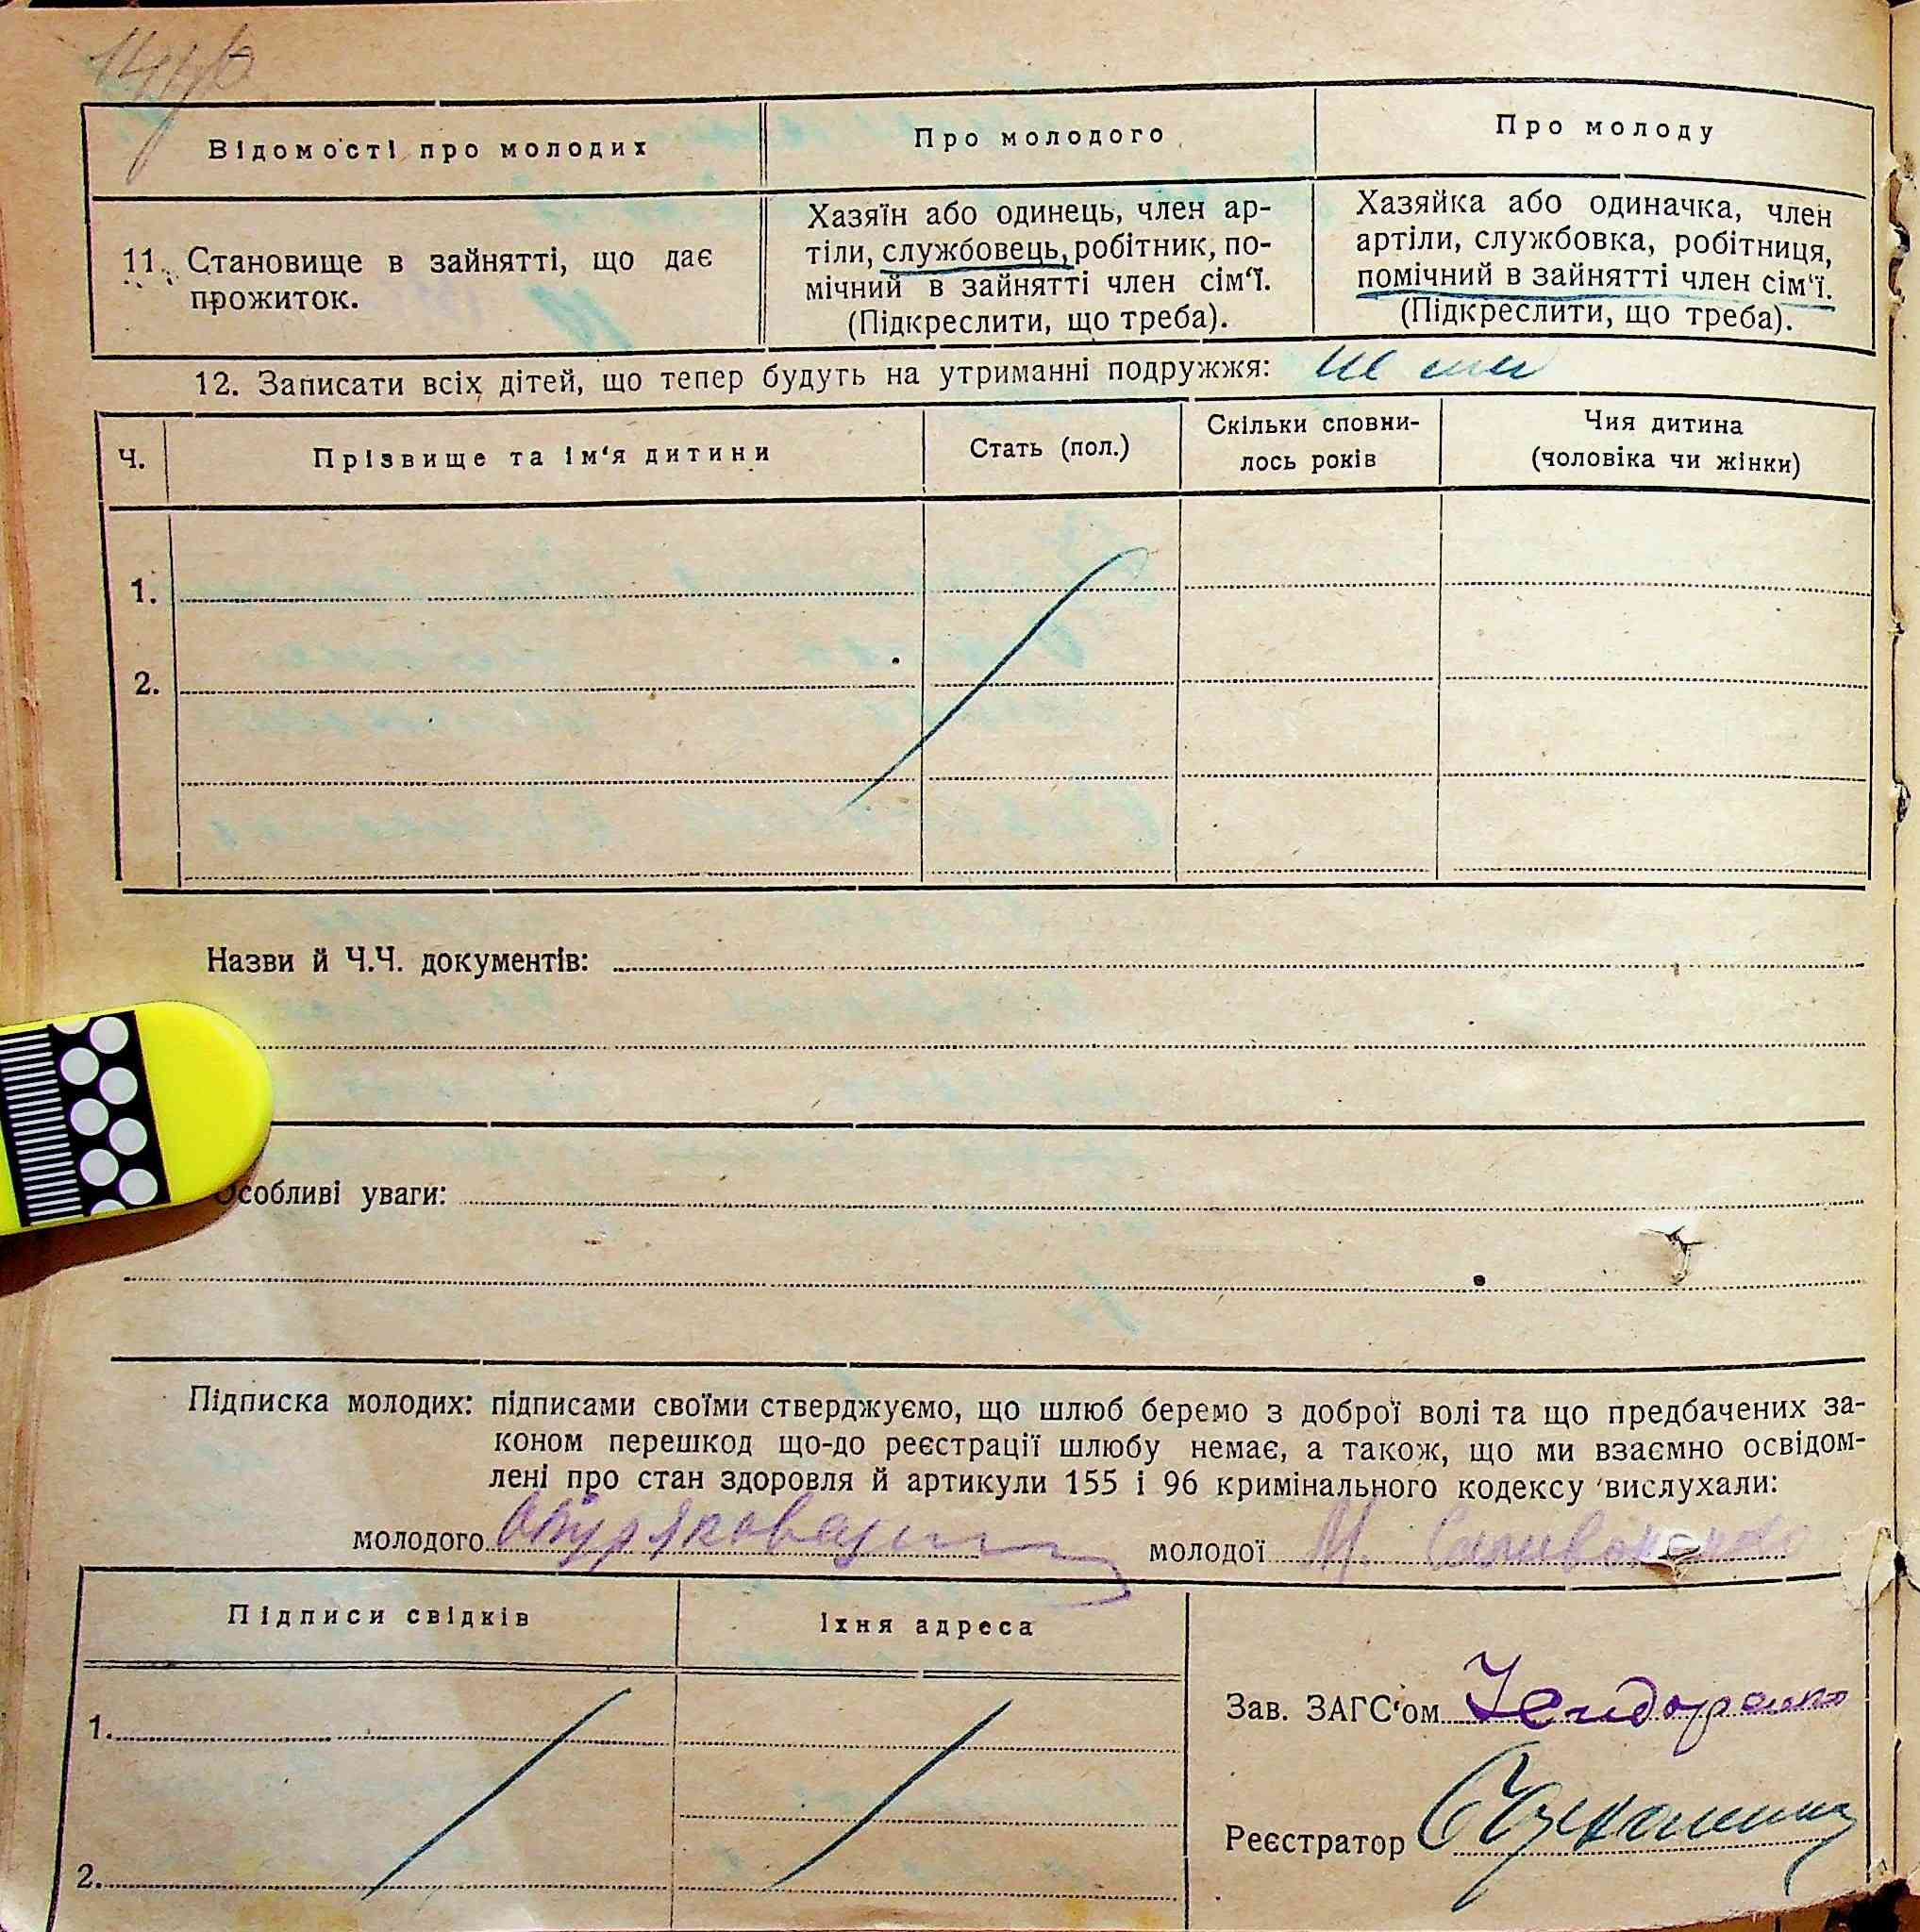 Відомості про молодих
Про молодого
Про молоду
11. Становище в зайнятті, що дає
прожиток.
Хазяїн або одинець, член ар-
тіли, службовець, робітник, по-
мічний в зайнятті член сім'ї.
(Підкреслити, що треба).
Хазяйка або одиначка, член
артіли, службовка, робітниця,
помічний в зайнятті член сім'ї.
(Підкреслити, що треба).
12. Записати всіх дітей, що тепер будуть на утриманні подружжя:
Ч.
Прізвище та ім'я дитини
Стать (пол.)
Скільки сповни-
лось років
Чия дитина
(чоловіка чи жінки)
1.
2.
Назви й Ч.Ч. документів:
Особливі уваги:
Підписка молодих: підписами своїми стверджуємо, що шлюб беремо з доброї волі та що предбачених за-
коном перешкод що-до реєстрації шлюбу немає, а також, що ми взаємно освідом-
лені про стан здоровля й артикули 155 і 96 кримінального кодексу вислухали:
молодого
молодої М.
Підписи свідків
Їхня адреса
1.
2.
Зав. ЗАГС'ом
Реєстратор